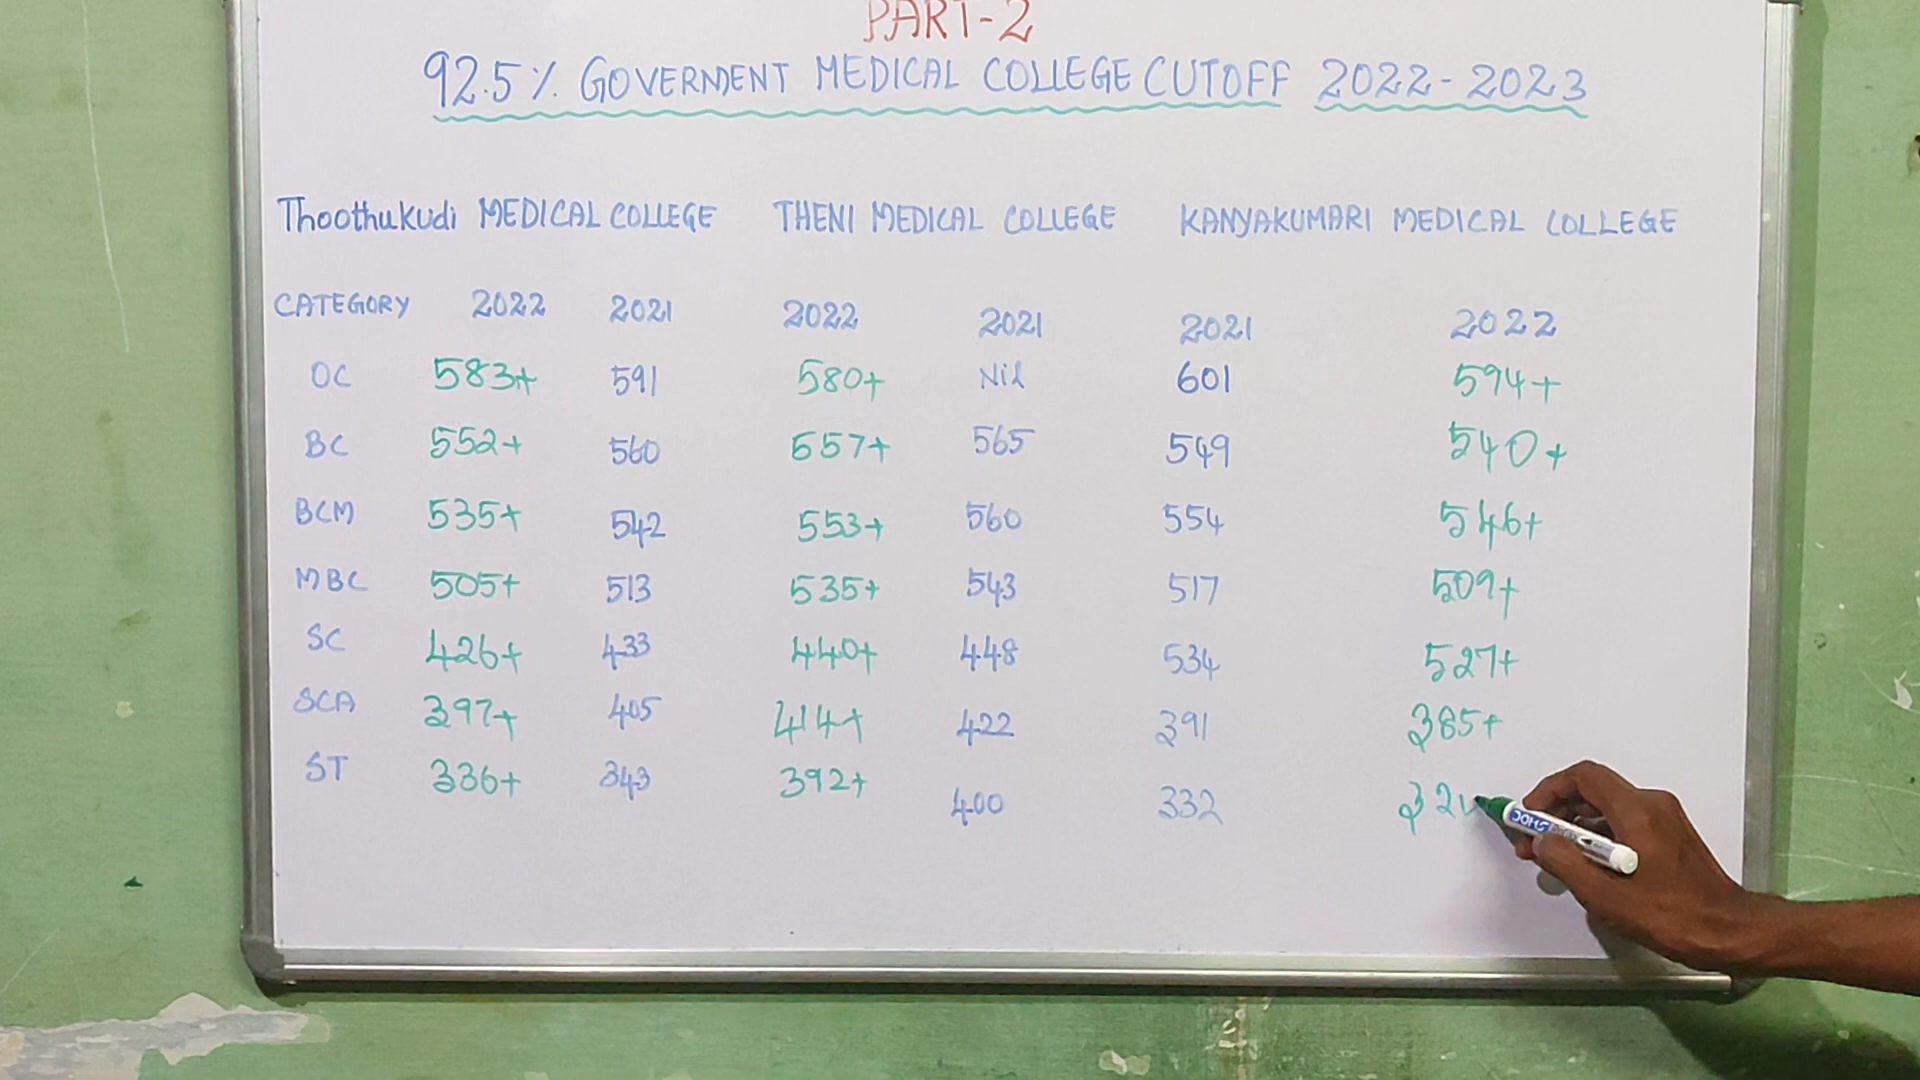 PART-2
92.5% GOVERNMENT MEDICAL COLLEGE CUTOFF 2022-2023
Thoothukudi MEDICAL COLLEGE THENI MEDICAL COLLEGE KANYAKUMARI MEDICAL COLLEGE
CATEGORY 2022 2021 2022 2021 2021 2022
OC 583+ 591 580+ Nil 601 594+
BC 552+ 560 557+ 565 549 540+
BCM 535+ 542 553+ 560 554 546+
MBC 505+ 513 535+ 543 517 509+
SC 426+ 433 440+ 448 534 527+
SCA 397+ 405 414+ 422 391 385+
ST 336+ 343 392+ 400 332